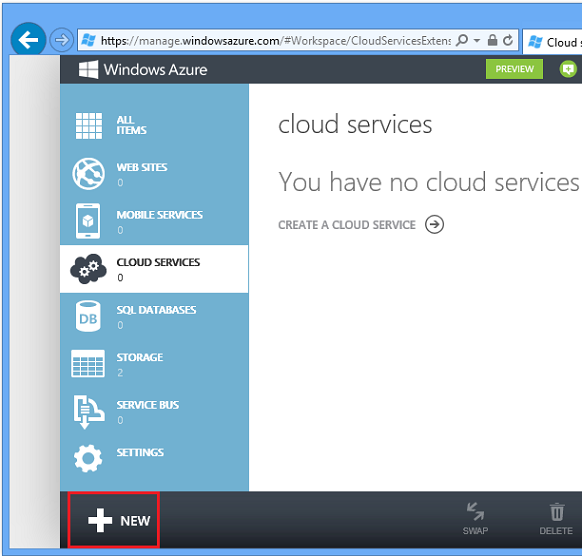 https://manage.windowsazure.com/#Workspace/CloudServicesExtens
Cloud s
Windows Azure
PREVIEW
ALL
ITEMS
WEB SITES
0
MOBILE SERVICES
0
CLOUD SERVICES
0
DB
SQL DATABASES
0
STORAGE
2
SERVICE BUS
0
SETTINGS
cloud services
You have no cloud services
CREATE A CLOUD SERVICE
NEW
SWAP
DELETE